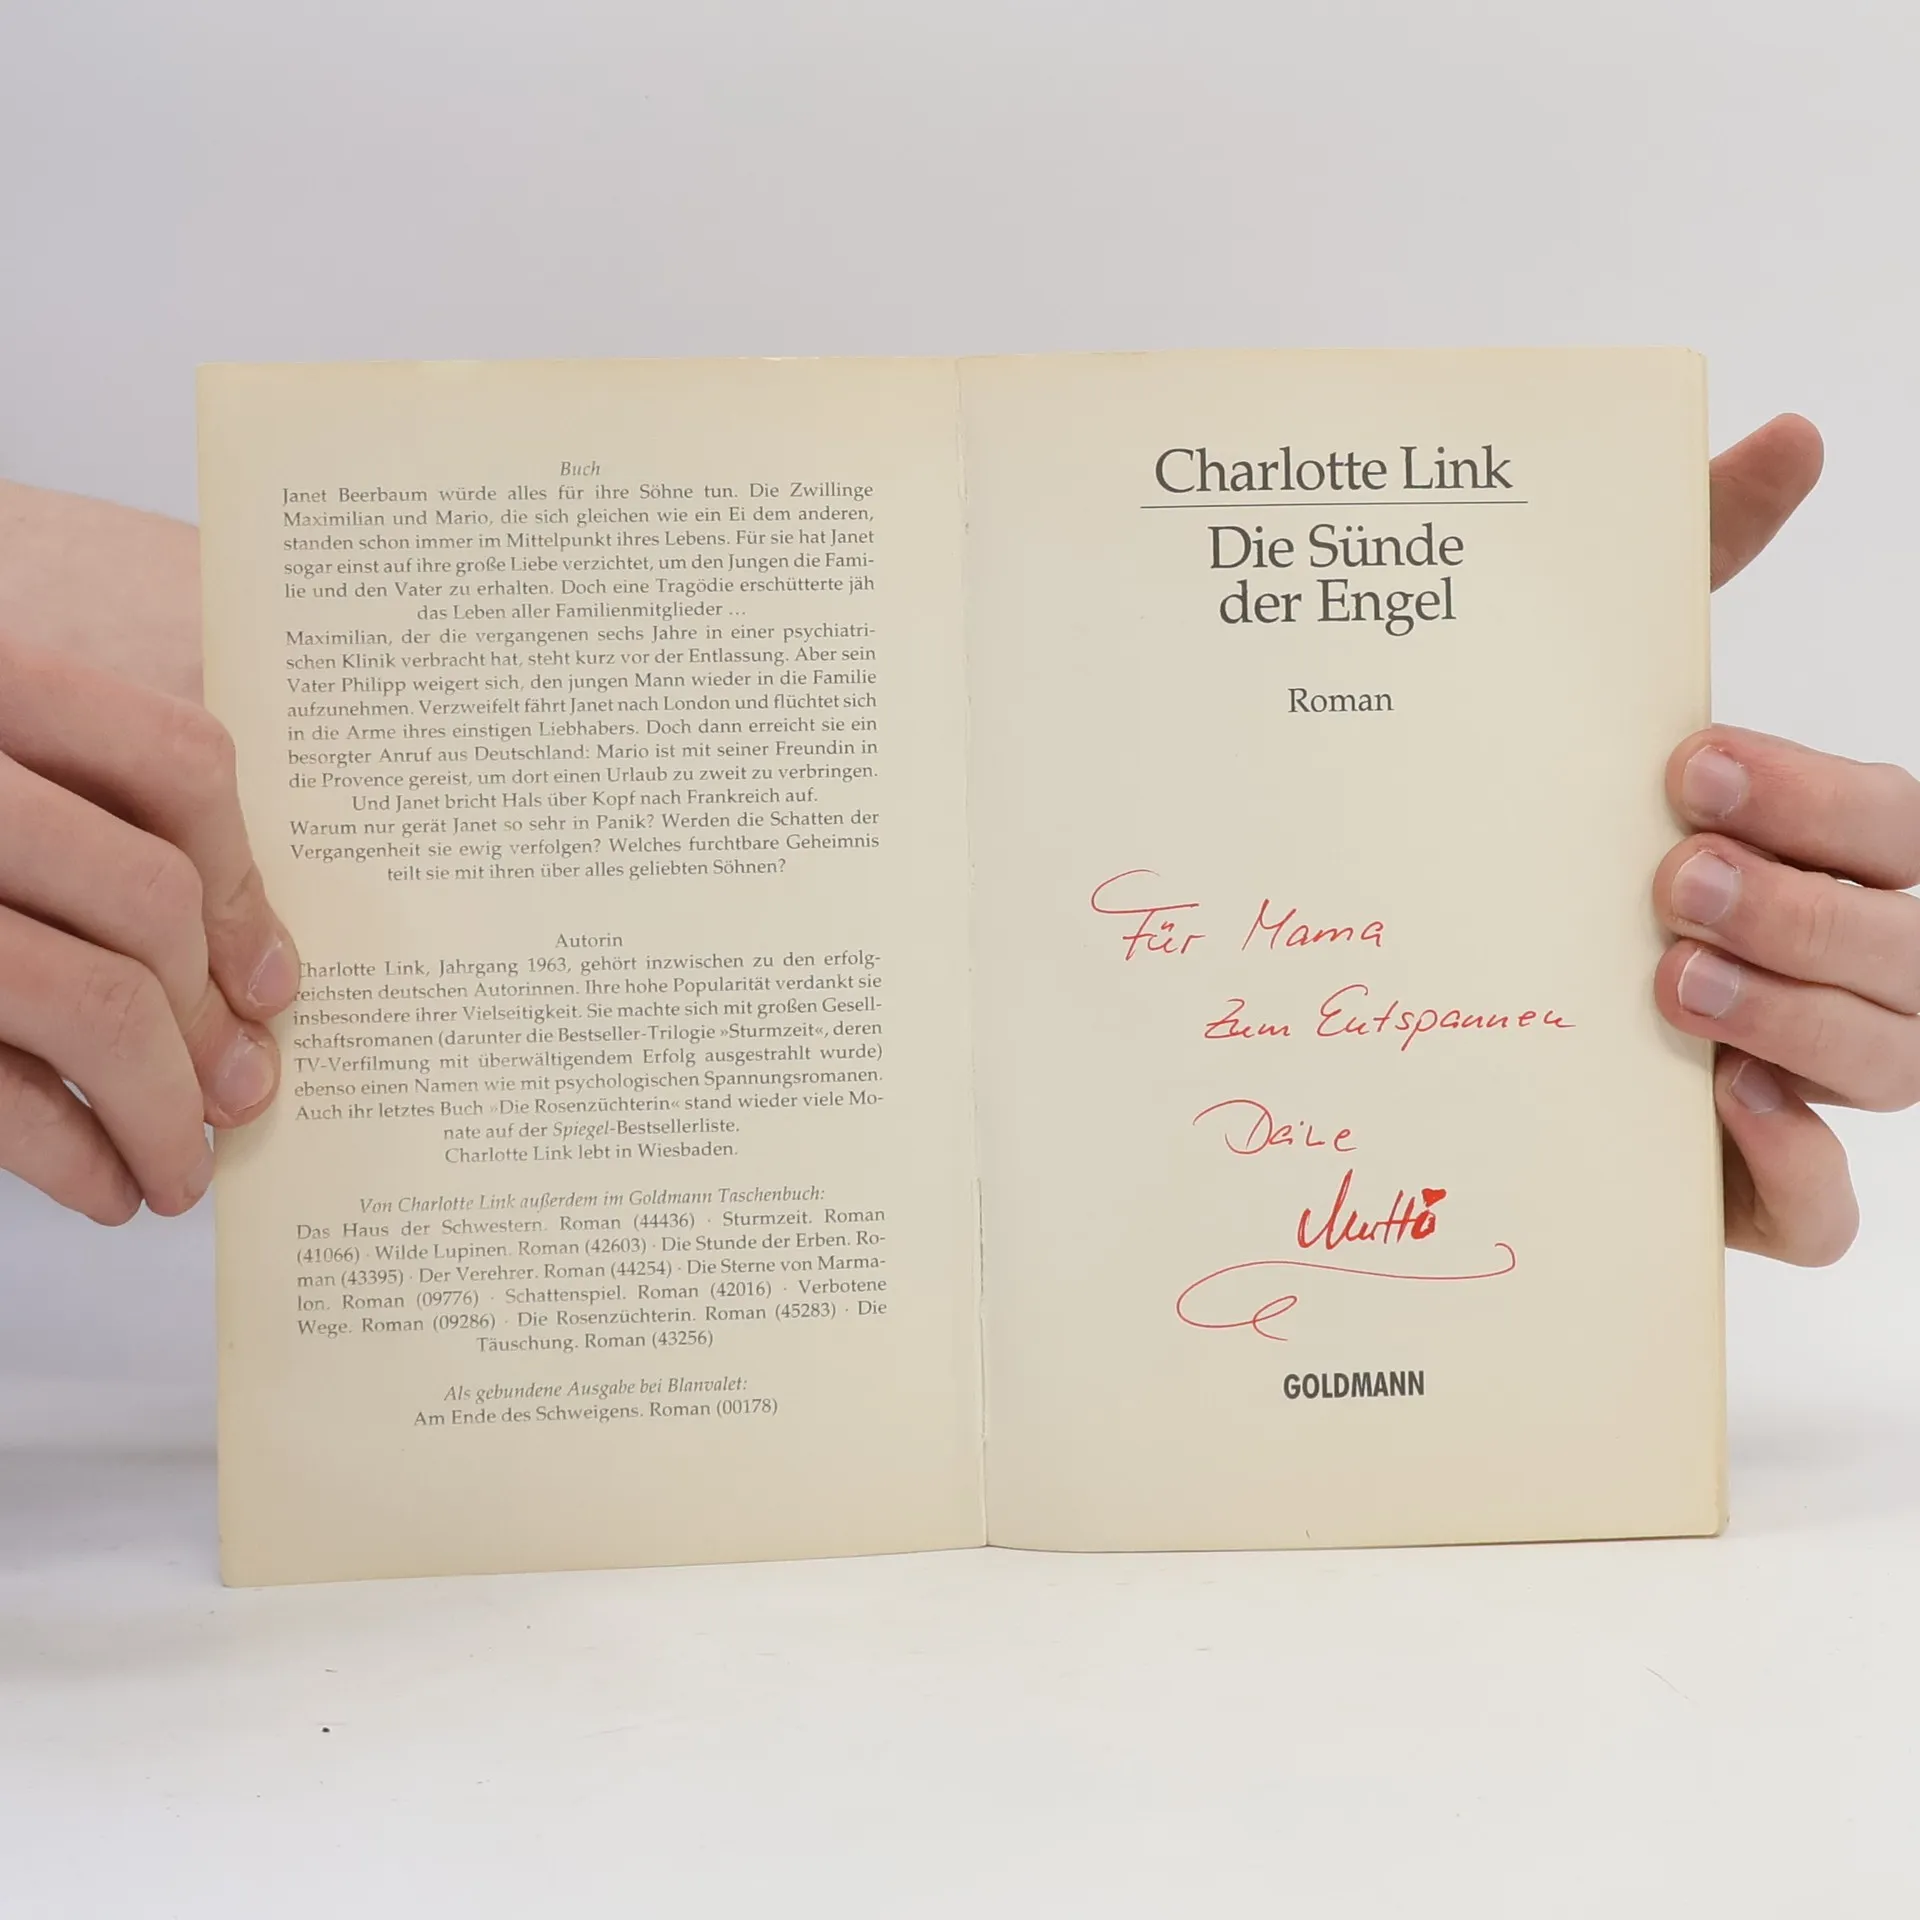 Buch
Janet Beerbaum würde alles für ihre Söhne tun. Die Zwillinge
Maximilian und Mario, die sich gleichen wie ein Ei dem anderen,
standen schon immer im Mittelpunkt ihres Lebens. Für sie hat Janet
sogar einst auf ihre große Liebe verzichtet, um den Jungen die Fami-
lie und den Vater zu erhalten. Doch eine Tragödie erschütterte jäh
das Leben aller Familienmitglieder ...
Maximilian, der die vergangenen sechs Jahre in einer psychiatri-
schen Klinik verbracht hat, steht kurz vor der Entlassung. Aber sein
Vater Philipp weigert sich, den jungen Mann wieder in die Familie
aufzunehmen. Verzweifelt fährt Janet nach London und flüchtet sich
in die Arme ihres einstigen Liebhabers. Doch dann erreicht sie ein
besorgter Anruf aus Deutschland: Mario ist mit seiner Freundin in
die Provence gereist, um dort einen Urlaub zu zweit zu verbringen.
Und Janet bricht Hals über Kopf nach Frankreich auf.
Warum nur gerät Janet so sehr in Panik? Werden die Schatten der
Vergangenheit sie ewig verfolgen? Welches furchtbare Geheimnis
teilt sie mit ihren über alles geliebten Söhnen?
Autorin
Charlotte Link, Jahrgang 1963, gehört inzwischen zu den erfolg-
reichsten deutschen Autorinnen. Ihre hohe Popularität verdankt sie
insbesondere ihrer Vielseitigkeit. Sie machte sich mit großen Gesell-
schaftsromanen (darunter die Bestseller-Trilogie »Sturmzeit«, deren
TV-Verfilmung mit überwältigendem Erfolg ausgestrahlt wurde)
ebenso einen Namen wie mit psychologischen Spannungsromanen.
Auch ihr letztes Buch »Die Rosenzüchterin« stand wieder viele Mo-
nate auf der Spiegel-Bestsellerliste.
Charlotte Link lebt in Wiesbaden.
Von Charlotte Link außerdem im Goldmann Taschenbuch:
Das Haus der Schwestern. Roman (44436) · Sturmzeit. Roman
(41066) · Wilde Lupinen. Roman (42603) · Die Stunde der Erben. Ro-
man (43395) · Der Verehrer. Roman (44254) · Die Sterne von Marma-
lon. Roman (09776) · Schattenspiel. Roman (42016) · Verbotene
Wege. Roman (09286) · Die Rosenzüchterin. Roman (45283) · Die
Täuschung. Roman (43256)
Als gebundene Ausgabe bei Blanvalet:
Am Ende des Schweigens. Roman (00178)
Charlotte Link
Die Sünde
der Engel
Roman
Für Mama
Zum Entspannen
Deine
GOLDMANN